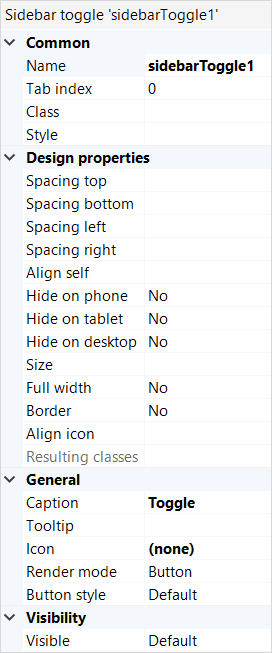 Sidebar toggle 'sidebarToggle1'
Common
Name sidebarToggle1
Tab index 0
Class
Style
Design properties
Spacing top
Spacing bottom
Spacing left
Spacing right
Align self
Hide on phone No
Hide on tablet No
Hide on desktop No
Size
Full width No
Border No
Align icon
Resulting classes
General
Caption Toggle
Tooltip
Icon (none)
Render mode Button
Button style Default
Visibility
Visible Default